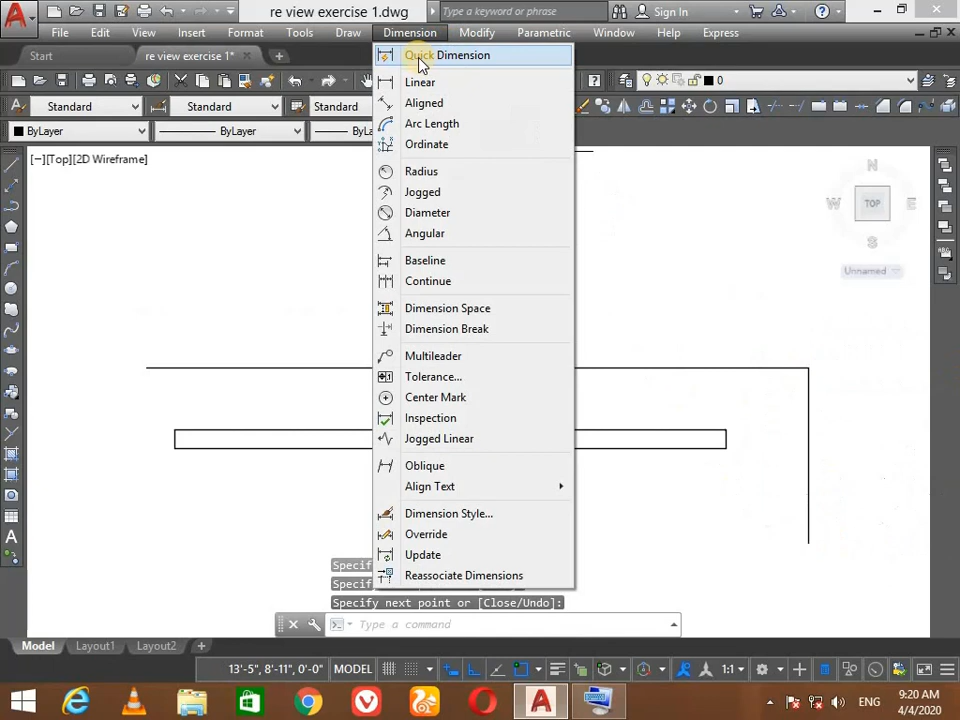 re view exercise 1.dwg
Type a keyword or phrase
Sign In
File Edit View Insert Format Tools Draw Dimension Modify Parametric Window Help Express
Start
re view exercise 1*
Quick Dimension
Linear
Aligned
Arc Length
Ordinate
Radius
Jogged
Diameter
Angular
Baseline
Continue
Dimension Space
Dimension Break
Multileader
Tolerance...
Center Mark
Inspection
Jogged Linear
Oblique
Align Text
Dimension Style...
Override
Update
Reassociate Dimensions
0
Standard
Standard
Standard
ByLayer
ByLayer
ByLa
[−][Top][2D Wireframe]
N
W
TOP
E
S
Unnamed
Specif
Specif
Specify next point or [Close/Undo]:
Type a command
Model Layout1 Layout2
13'-5", 8'-11", 0'-0" MODEL
1:1
ENG
9:20 AM
4/4/2020